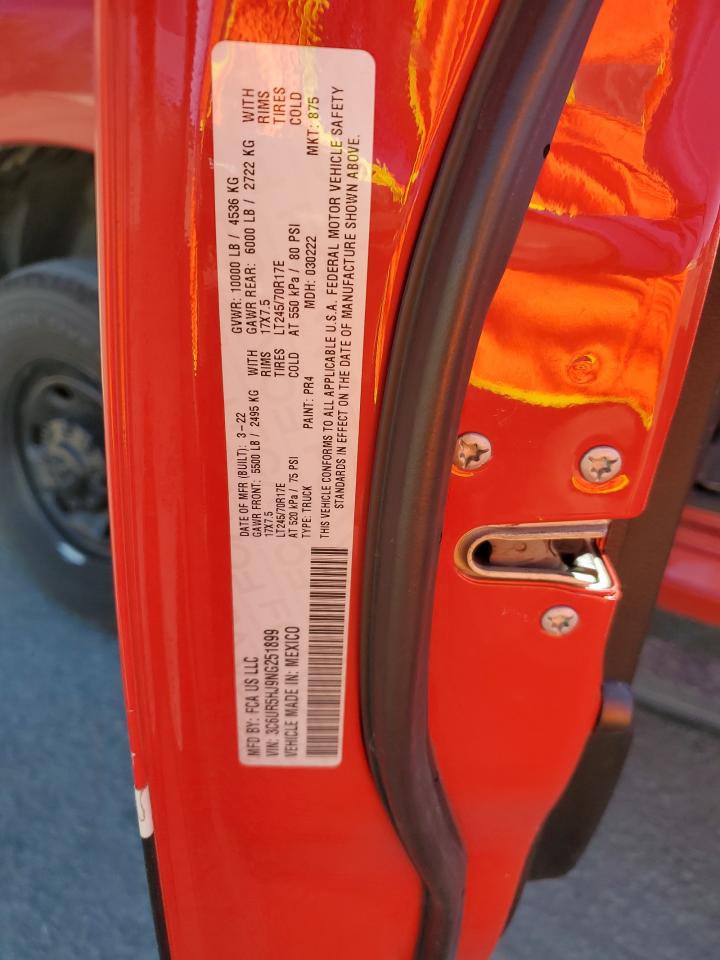 MFD BY: FCA US LLC
DATE OF MFR (BUILT): 3-22
GVWR: 10000 LB / 4536 KG
VIN: 3C6UR5HJ9NG251899
GAWR FRONT: 5500 LB / 2495 KG WITH
GAWR REAR: 6000 LB / 2722 KG WITH
17X7.5 RIMS
17X7.5 RIMS
LT245/70R17E TIRES
LT245/70R17E TIRES
AT 520 kPa / 75 PSI COLD
AT 550 kPa / 80 PSI COLD
VEHICLE MADE IN: MEXICO
TYPE: TRUCK PAINT: PR4 MDH: 030222 MKT: 875
THIS VEHICLE CONFORMS TO ALL APPLICABLE U.S.A. FEDERAL MOTOR VEHICLE SAFETY
STANDARDS IN EFFECT ON THE DATE OF MANUFACTURE SHOWN ABOVE.